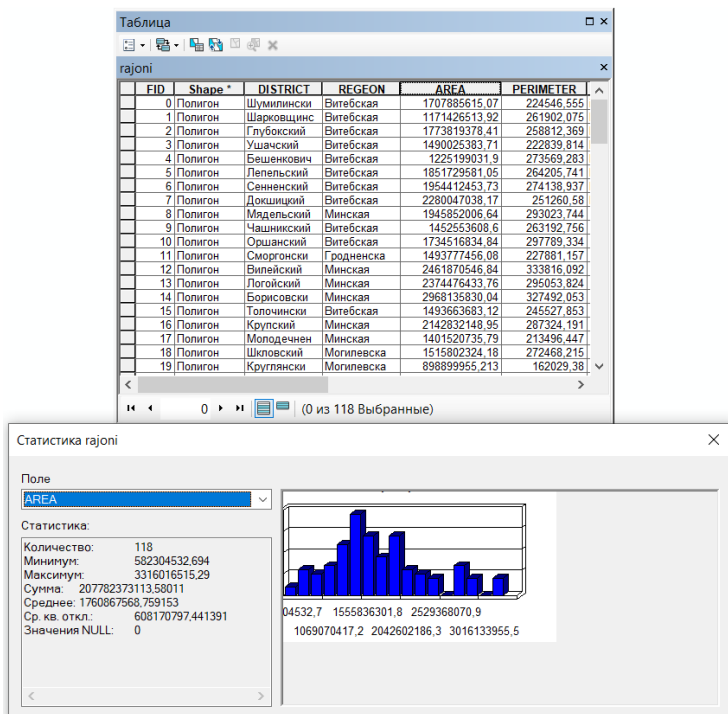 Таблица
rajoni
FID Shape * DISTRICT REGEON AREA PERIMETER
0 Полигон Шумилински Витебская 1707885615,07 224546,555
1 Полигон Шарковщинс Витебская 1171426513,92 261902,075
2 Полигон Глубокский Витебская 1773819378,41 258812,369
3 Полигон Ушачский Витебская 1490025383,71 222839,814
4 Полигон Бешенкович Витебская 1225199031,9 273569,283
5 Полигон Лепельский Витебская 1851729581,05 264205,741
6 Полигон Сенненский Витебская 1954412453,73 274138,937
7 Полигон Докшицкий Витебская 2280047038,17 251260,58
8 Полигон Мядельский Минская 1945852006,64 293023,744
9 Полигон Чашникский Витебская 1452553608,6 263192,756
10 Полигон Оршанский Витебская 1734516834,84 297789,334
11 Полигон Сморгонски Гродненска 1493777456,08 227881,157
12 Полигон Вилейский Минская 2461870546,84 333816,092
13 Полигон Логойский Минская 2374476433,76 295053,824
14 Полигон Борисовски Минская 2968135830,04 327492,053
15 Полигон Толочински Витебская 1493663683,12 245527,853
16 Полигон Крупский Минская 2142832148,95 287324,191
17 Полигон Молодечнен Минская 1401520735,79 213496,447
18 Полигон Шкловский Могилевска 1515802324,18 272468,215
19 Полигон Круглянски Могилевска 898899955,213 162029,38
0 (0 из 118 Выбранные)
Статистика rajoni
Поле
AREA
Статистика:
Количество: 118
Минимум: 582304532,694
Максимум: 3316016515,29
Сумма: 207782373113,58011
Среднее: 1760867568,759153
Ср. кв. откл.: 608170797,441391
Значения NULL: 0
04532,7 1555836301,8 2529368070,9
1069070417,2 2042602186,3 3016133955,5